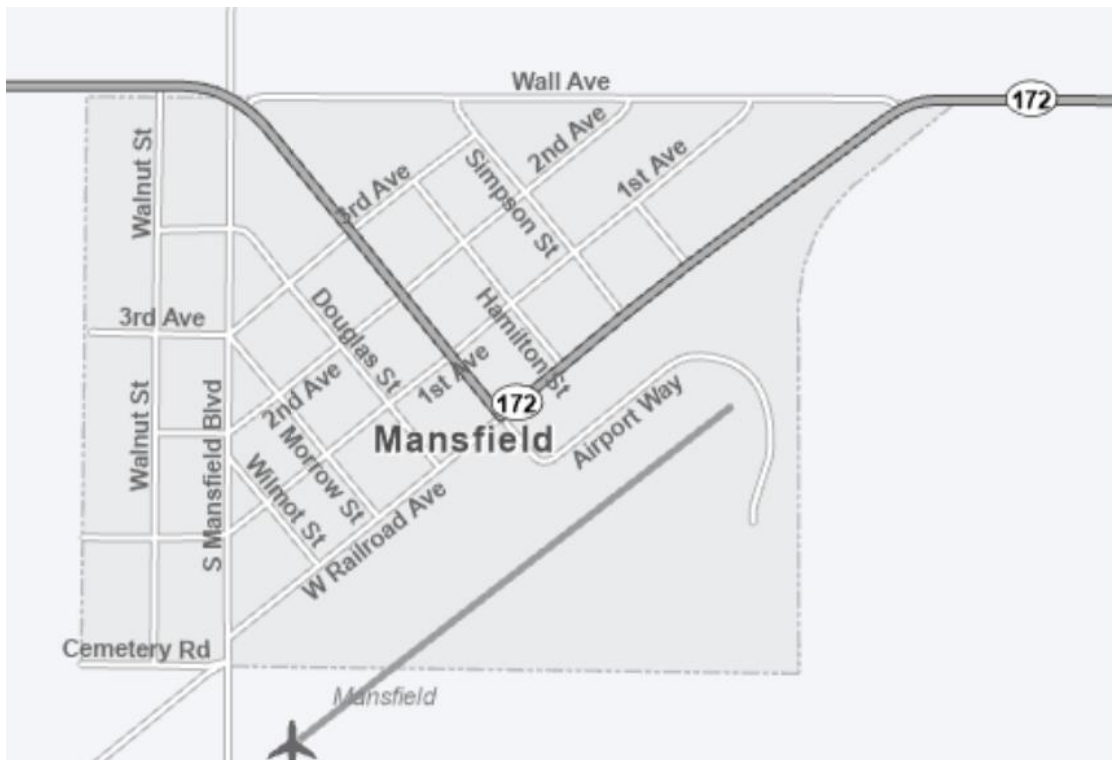 Wall Ave
172
Walnut St
2nd Ave
Simpson St
1st Ave
3rd Ave
3rd Ave
Douglas St
Hamilton St
2nd Ave
1st Ave
172
Walnut St
S Mansfield Blvd
N Morrow St
Mansfield
Airport Way
Wilmot St
W Railroad Ave
Cemetery Rd
Mansfield